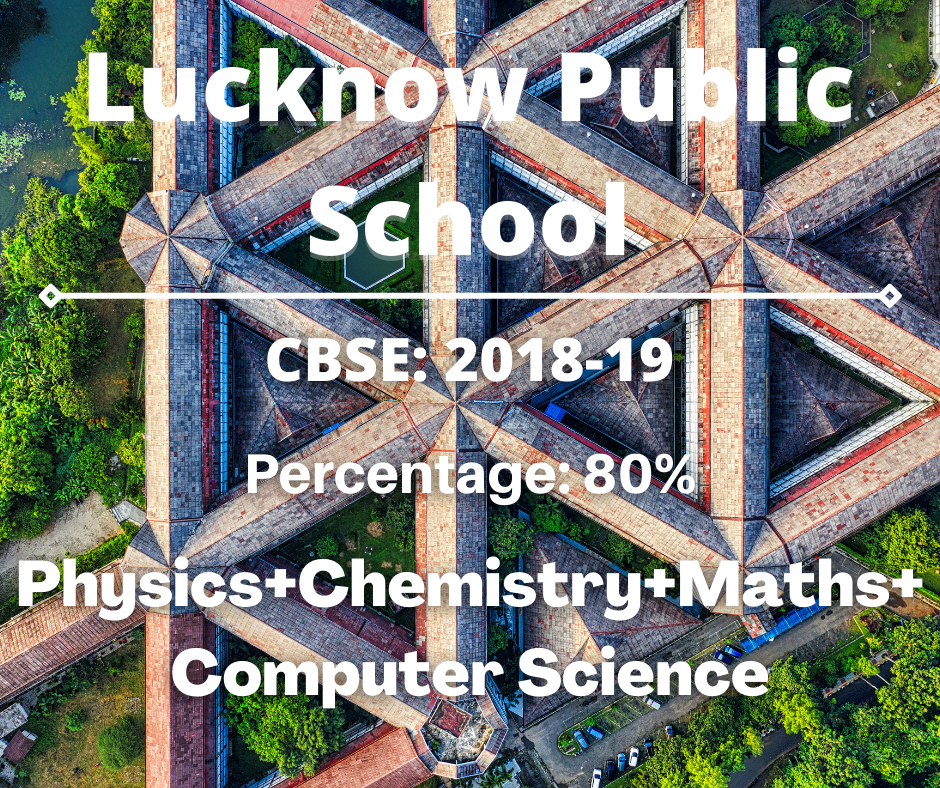 Lucknow Public
School
CBSE: 2018-19
Percentage: 80%
Physics+Chemistry+Maths+
Computer Science